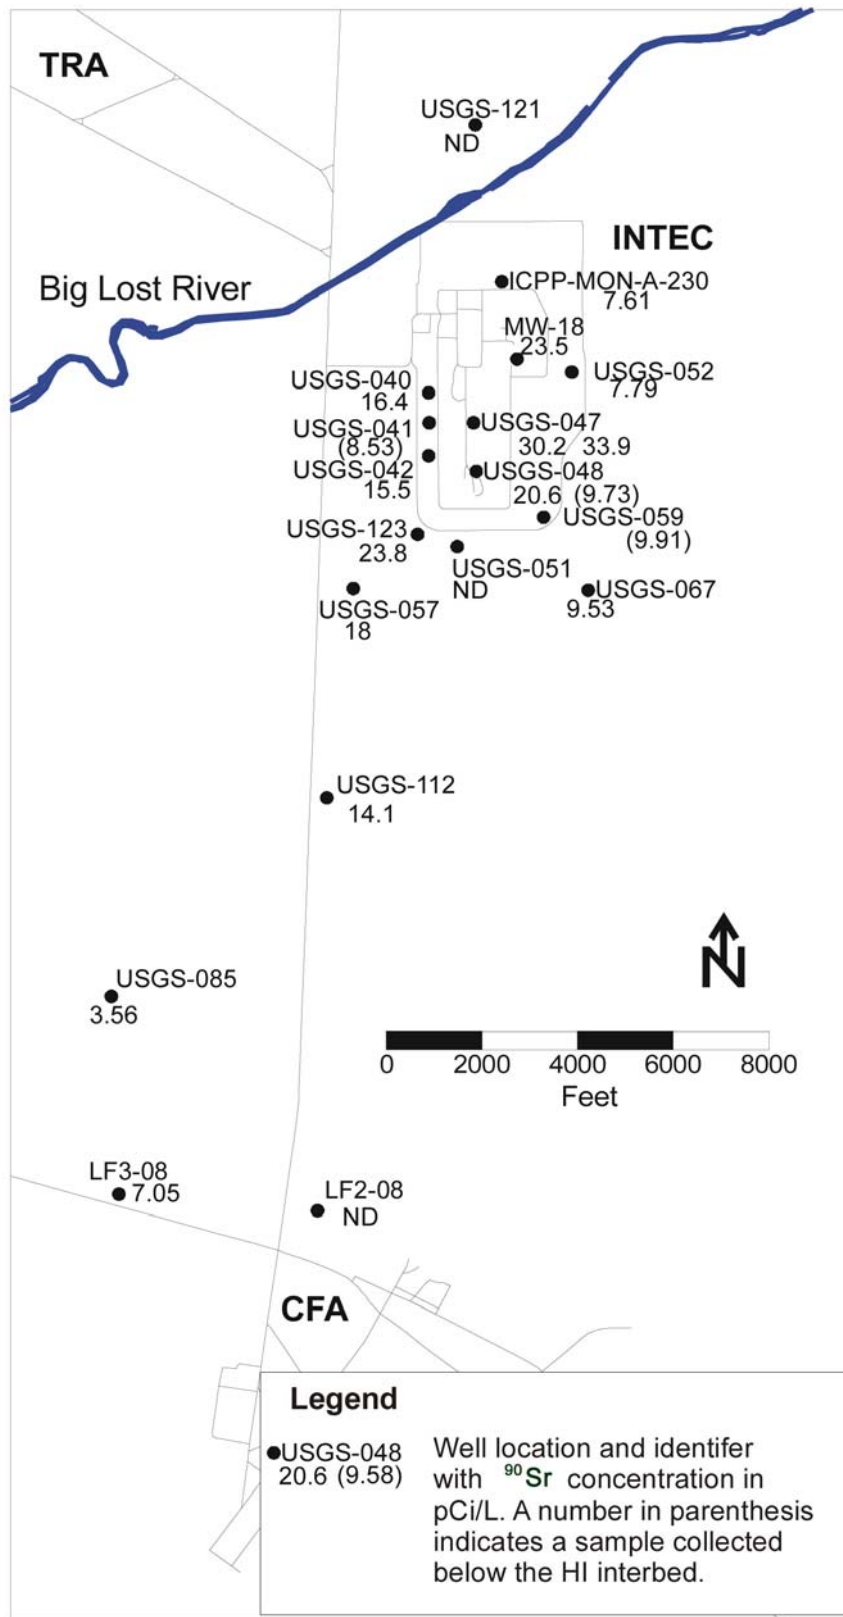 TRA
USGS-121
ND
INTEC
Big Lost River
ICPP-MON-A-230
7.61
MW-18
23.5
USGS-052
7.79
USGS-040
16.4
USGS-041
(8.53)
USGS-047
30.2 33.9
USGS-042
15.5
USGS-048
20.6 (9.73)
USGS-059
(9.91)
USGS-123
23.8
USGS-051
ND
USGS-067
9.53
USGS-057
18
USGS-112
14.1
USGS-085
3.56
N
0 2000 4000 6000 8000
Feet
LF3-08
7.05
LF2-08
ND
CFA
Legend
USGS-048
20.6 (9.58)
Well location and identifer
with ⁹⁰Sr concentration in
pCi/L. A number in parenthesis
indicates a sample collected
below the HI interbed.